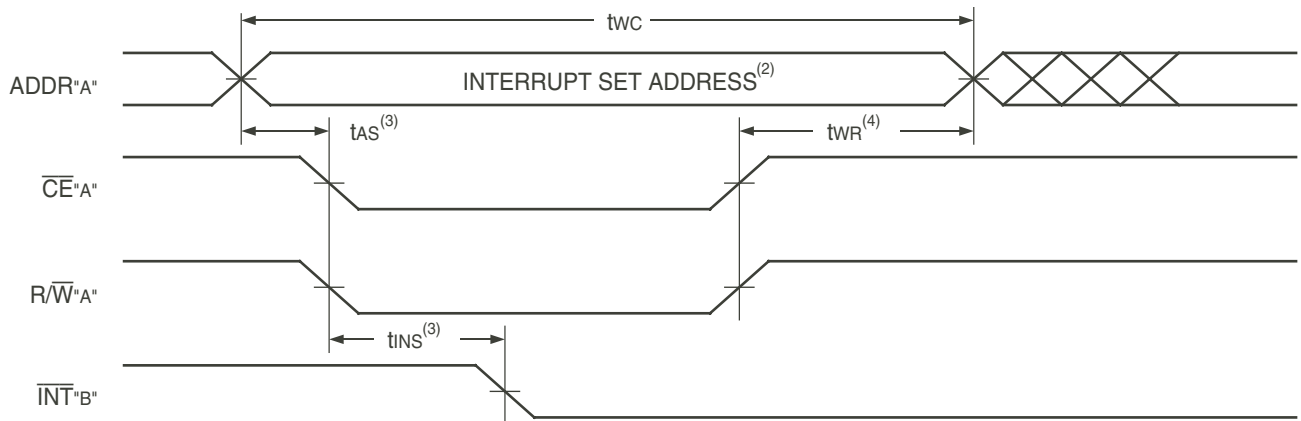 tWC
ADDR"A"
INTERRUPT SET ADDRESS(2)
tAS(3)
tWR(4)
CE"A"
R/W"A"
tINS(3)
INT"B"